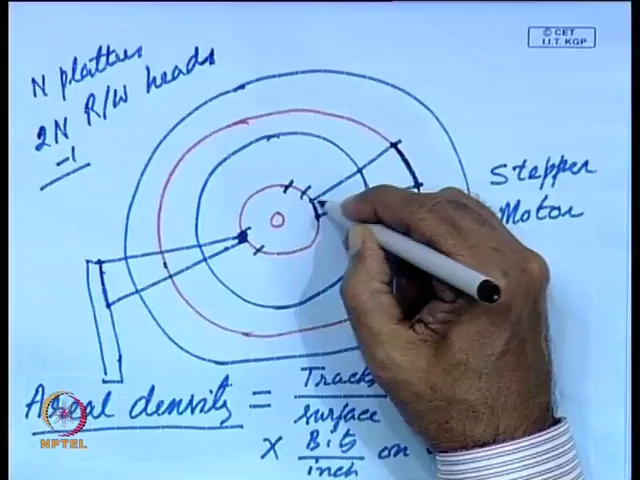 © CET
I.I.T. KGP
N platters
2N R/W heads
-1
Stepper
Motor
Areal density = Tracks
surface
× Bits on
inch
NPTEL